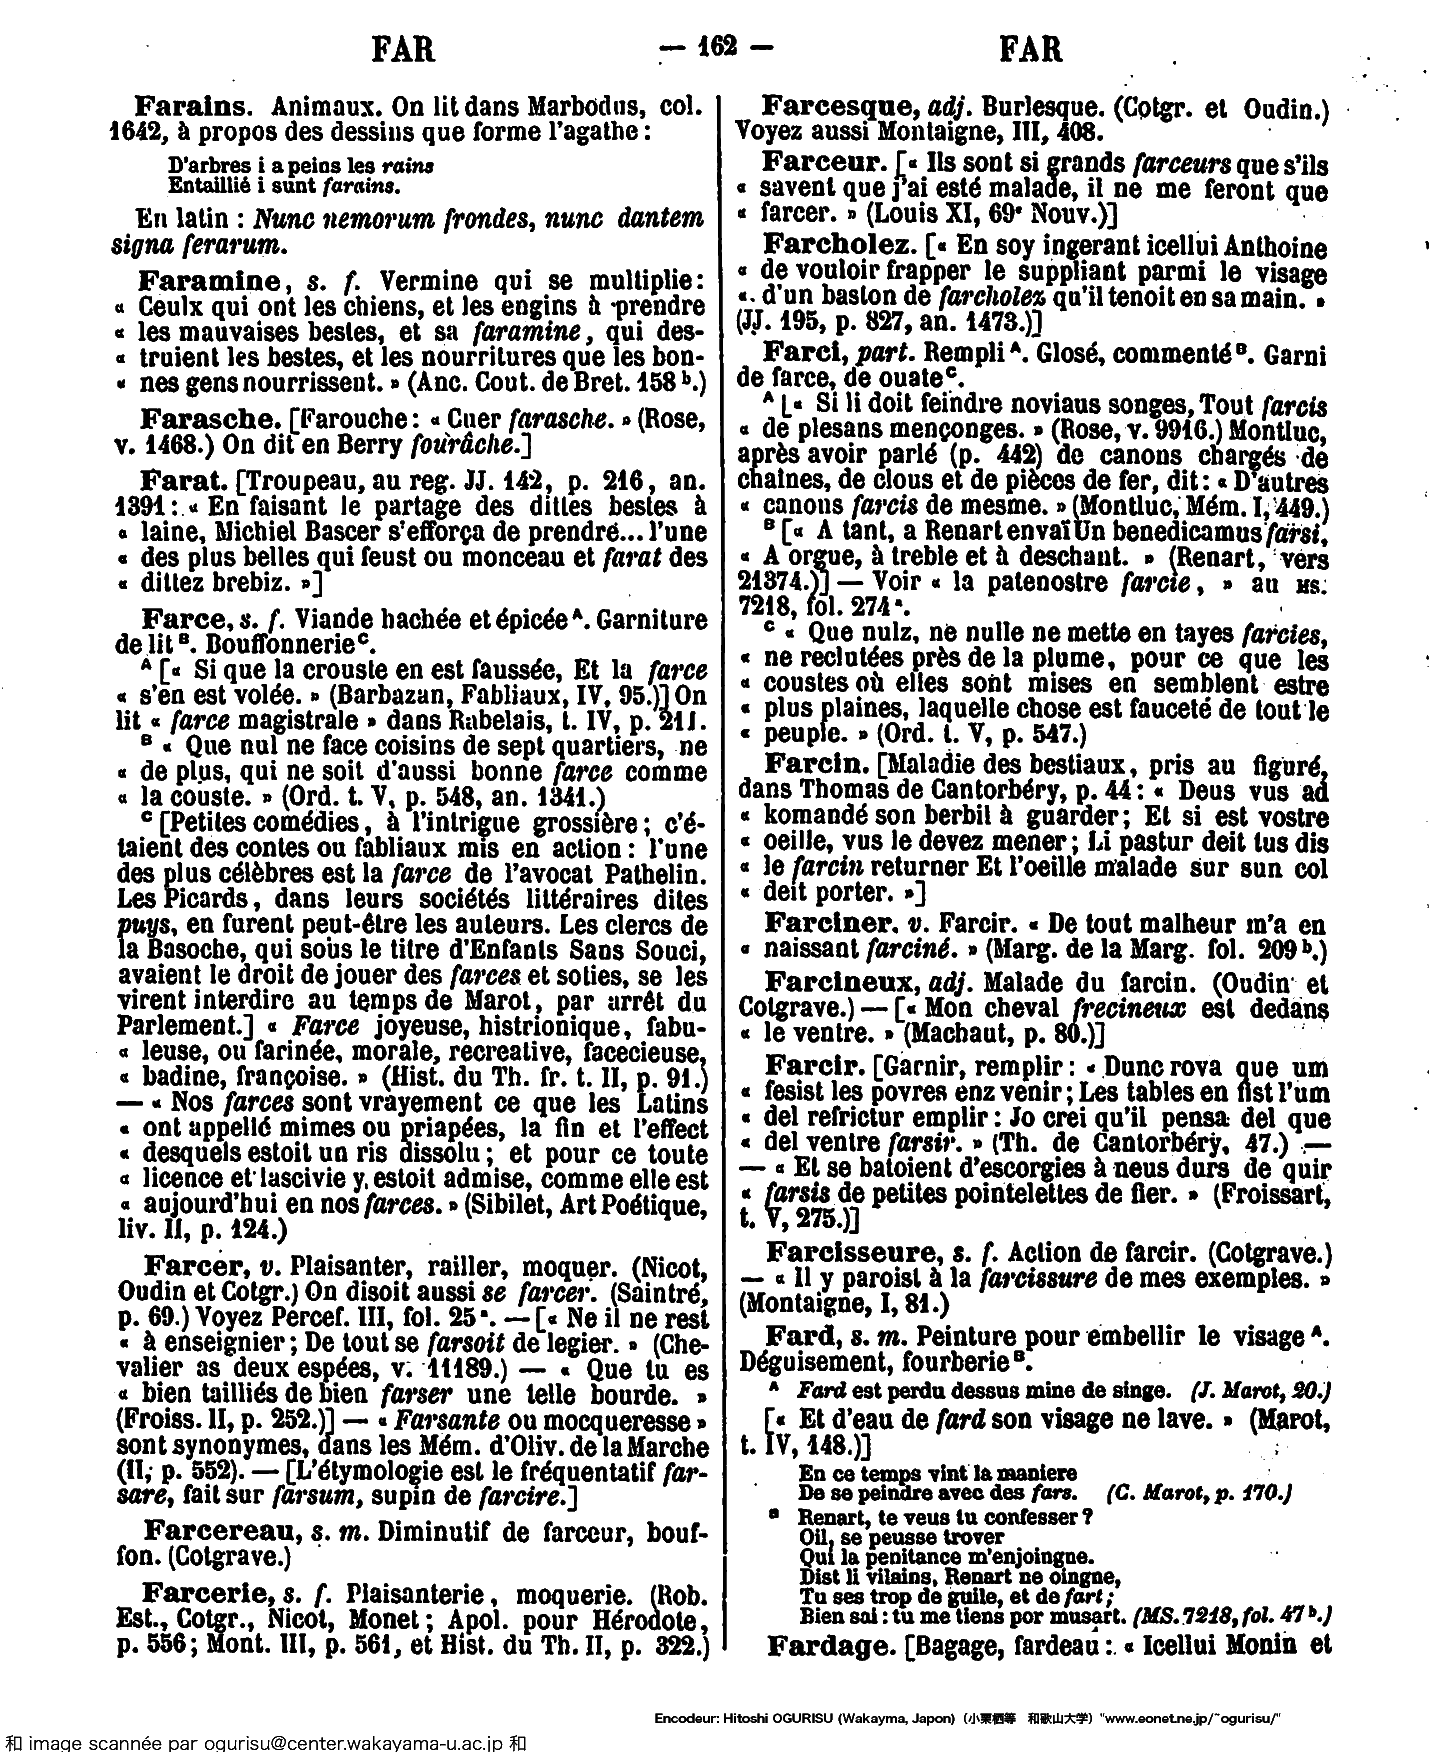 FAR — 162 — FAR
Farains. Animaux. On lit dans Marbodus, col.
1642, à propos des dessins que forme l'agathe :
D'arbres i a peins les rains
Entaillié i sunt farains.
En latin : Nunc nemorum frondes, nunc dantem
signa ferarum.
Faramine, s. f. Vermine qui se multiplie :
« Ceulx qui ont les chiens, et les engins à prendre
« les mauvaises bestes, et sa faramine, qui des-
« truient les bestes, et les nourritures que les bon-
« nes gens nourrissent. » (Anc. Cout. de Bret. 158 b.)
Farasche. [Farouche : « Cuer farasche. » (Rose,
v. 1468.) On dit en Berry fourâche.]
Farat. [Troupeau, au reg. JJ. 142, p. 216, an.
1391 : « En faisant le partage des dittes bestes à
« laine, Michiel Bascer s'efforça de prendre... l'une
« des plus belles qui feust ou monceau et farat des
« dittez brebiz. »]
Farce, s. f. Viande hachée et épicée A. Garniture
de lit B. Bouffonnerie C.
A [« Si que la crouste en est faussée, Et la farce
« s'en est volée. » (Barbazan, Fabliaux, IV, 95.)] On
lit « farce magistrale » dans Rabelais, t. IV, p. 211.
B « Que nul ne face coisins de sept quartiers, ne
« de plus, qui ne soit d'aussi bonne farce comme
« la couste. » (Ord. t. V, p. 548, an. 1341.)
C [Petites comédies, à l'intrigue grossière ; c'é-
taient des contes ou fabliaux mis en action : l'une
des plus célèbres est la farce de l'avocat Pathelin.
Les Picards, dans leurs sociétés littéraires dites
puys, en furent peut-être les auteurs. Les clercs de
la Basoche, qui sous le titre d'Enfants Sans Souci,
avaient le droit de jouer des farces et soties, se les
virent interdire au temps de Marot, par arrêt du
Parlement.] « Farce joyeuse, histrionique, fabu-
« leuse, ou farinée, morale, recreative, facecieuse,
« badine, françoise. » (Hist. du Th. fr. t. II, p. 91.)
— « Nos farces sont vrayement ce que les Latins
« ont appellé mimes ou priapées, la fin et l'effect
« desquels estoit un ris dissolu ; et pour ce toute
« licence et lascivie y estoit admise, comme elle est
« aujourd'hui en nos farces. » (Sibilet, Art Poétique,
liv. II, p. 124.)
Farcer, v. Plaisanter, railler, moquer. (Nicot,
Oudin et Cotgr.) On disoit aussi se farcer. (Saintré,
p. 69.) Voyez Percef. III, fol. 25 a. — [« Ne il ne rest
« à enseignier ; De tout se farsoit de legier. » (Che-
valier as deux espées, v. 11189.) — « Que tu es
« bien tailliés de bien farser une telle bourde. »
(Froiss. II, p. 252.)] — « Farsante ou mocqueresse »
sont synonymes, dans les Mém. d'Oliv. de la Marche
(II, p. 552). — [L'étymologie est le fréquentatif far-
sare, fait sur farsum, supin de farcire.]
Farcereau, s. m. Diminutif de farceur, bouf-
fon. (Cotgrave.)
Farcerie, s. f. Plaisanterie, moquerie. (Rob.
Est., Cotgr., Nicot, Monet ; Apol. pour Hérodote,
p. 556 ; Mont. III, p. 561, et Hist. du Th. II, p. 322.)
Farcesque, adj. Burlesque. (Cotgr. et Oudin.)
Voyez aussi Montaigne, III, 408.
Farceur. [« Ils sont si grands farceurs que s'ils
« savent que j'ai esté malade, il ne me feront que
« farcer. » (Louis XI, 69e Nouv.)]
Farcholez. [« En soy ingerant icellui Anthoine
« de vouloir frapper le suppliant parmi le visage
« d'un baston de farcholez qu'il tenoit en sa main. »
(JJ. 195, p. 827, an. 1473.)]
Farci, part. Rempli A. Glosé, commenté B. Garni
de farce, de ouate C.
A [« Si li doit feindre noviaus songes, Tout farcis
« de plesans mençonges. » (Rose, v. 9916.) Montluc,
après avoir parlé (p. 442) de canons chargés de
chaines, de clous et de pièces de fer, dit : « D'autres
« canons farcis de mesme. » (Montluc, Mém. I, 449.)
B [« A tant, a Renart envaï Un benedicamus farsi,
« A orgue, à treble et à deschant. » (Renart, vers
21374.)] — Voir « la patenostre farcie, » au MS.
7218, fol. 274 a.
C « Que nulz, ne nulle ne mette en tayes farcies,
« ne reclutées près de la plume, pour ce que les
« coustes où elles sont mises en semblent estre
« plus plaines, laquelle chose est fauceté de tout le
« peuple. » (Ord. t. V, p. 547.)
Farcin. [Maladie des bestiaux, pris au figuré,
dans Thomas de Cantorbéry, p. 44 : « Deus vus ad
« komandé son berbil à guarder ; Et si est vostre
« oeille, vus le devez mener ; Li pastur deit tus dis
« le farcin returner Et l'oeille malade sur sun col
« deit porter. »]
Farciner. v. Farcir. « De tout malheur m'a en
« naissant farciné. » (Marg. de la Marg. fol. 209 b.)
Farcineux, adj. Malade du farcin. (Oudin et
Cotgrave.) — [« Mon cheval frecineux est dedans
« le ventre. » (Machaut, p. 80.)]
Farcir. [Garnir, remplir : « Dunc rova que um
« fesist les povres enz venir ; Les tables en fist l'um
« del refrictur emplir : Jo crei qu'il pensa del que
« del ventre farsir. » (Th. de Cantorbéry, 47.) —
— « Et se batoient d'escorgies à neus durs de quir
« farsis de petites pointelettes de fier. » (Froissart,
t. V, 275.)]
Farcisseure, s. f. Action de farcir. (Cotgrave.)
— « Il y paroist à la farcissure de mes exemples. »
(Montaigne, I, 81.)
Fard, s. m. Peinture pour embellir le visage A.
Déguisement, fourberie B.
A Fard est perdu dessus mine de singe. (J. Marot, 20.)
[« Et d'eau de fard son visage ne lave. » (Marot,
t. IV, 148.)]
En ce temps vint la maniere
De se peindre avec des fars. (C. Marot, p. 170.)
B Renart, te veus tu confesser ?
Oil, se peusse trover
Qui la penitance m'enjoingne.
Dist li vilains, Renart ne oingne,
Tu ses trop de guile, et de fart ;
Bien sai : tu me tiens por musart. (MS. 7218, fol. 47 b.)
Fardage. [Bagage, fardeau : « Icellui Monin et
Encodeur: Hitoshi OGURISU (Wakayma, Japon) (小栗栖等 和歌山大学) "www.eonet.ne.jp/~ogurisu/"
和 image scannée par ogurisu@center.wakayama-u.ac.jp 和